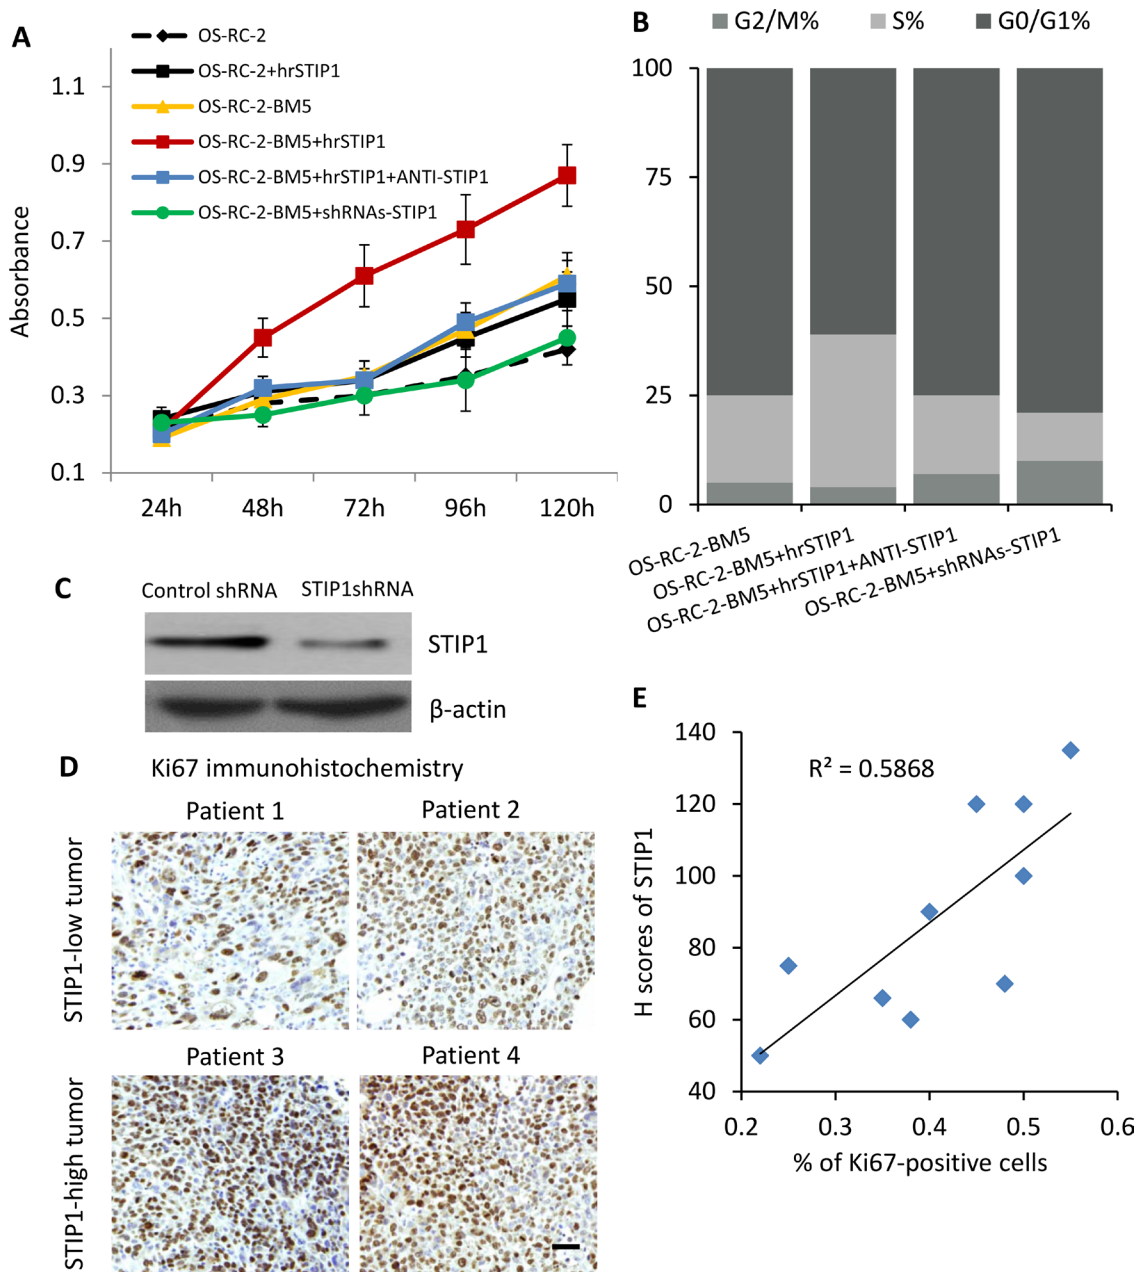 A
OS-RC-2
OS-RC-2+hrSTIP1
OS-RC-2-BM5
OS-RC-2-BM5+hrSTIP1
OS-RC-2-BM5+hrSTIP1+ANTI-STIP1
OS-RC-2-BM5+shRNAs-STIP1
Absorbance
1.1
0.9
0.7
0.5
0.3
0.1
24h 48h 72h 96h 120h
B
G2/M% S% G0/G1%
100
75
50
25
0
OS-RC-2-BM5
OS-RC-2-BM5+hrSTIP1
OS-RC-2-BM5+hrSTIP1+ANTI-STIP1
OS-RC-2-BM5+shRNAs-STIP1
C
Control shRNA STIP1shRNA
STIP1
β-actin
D
Ki67 immunohistochemistry
Patient 1 Patient 2
STIP1-low tumor
Patient 3 Patient 4
STIP1-high tumor
E
R² = 0.5868
H scores of STIP1
140
120
100
80
60
40
0.2 0.3 0.4 0.5 0.6
% of Ki67-positive cells